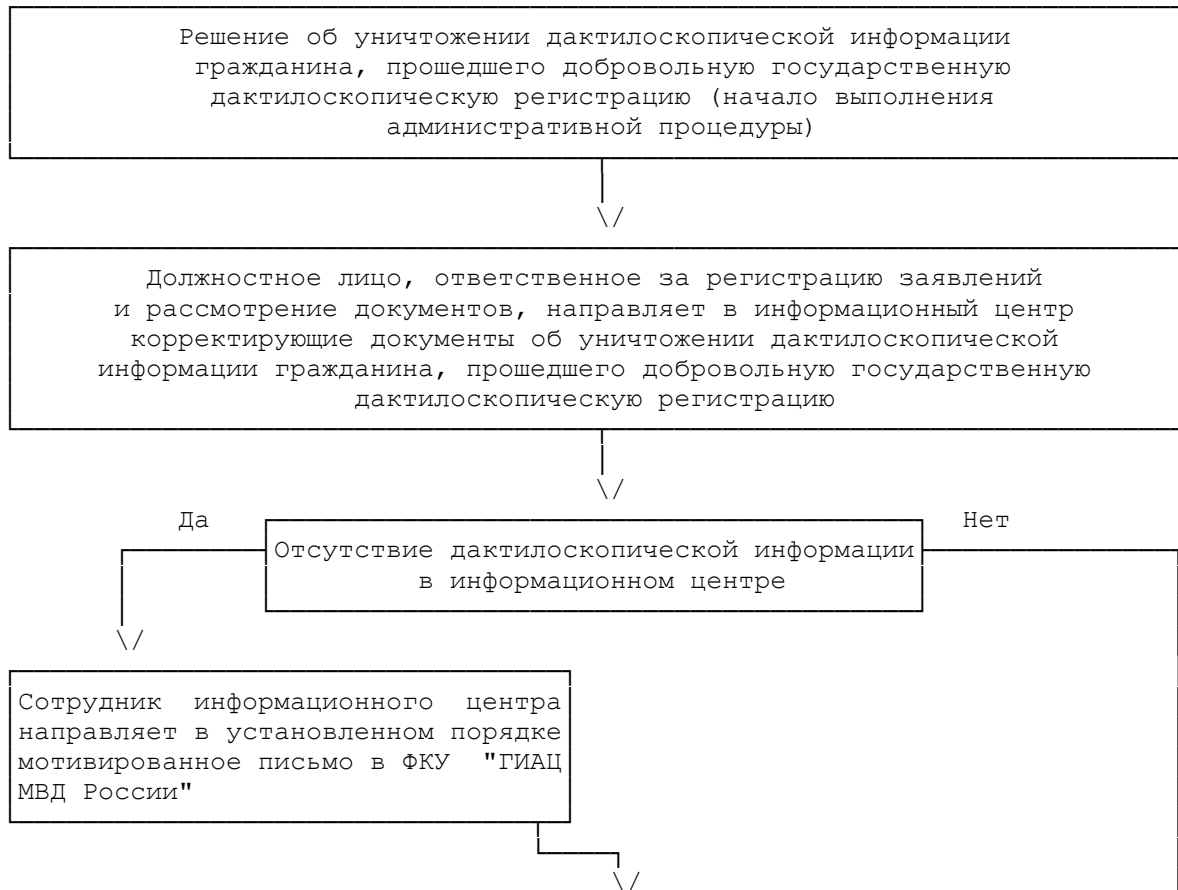 Решение об уничтожении дактилоскопической информации
гражданина, прошедшего добровольную государственную
дактилоскопическую регистрацию (начало выполнения
административной процедуры)
\/
Должностное лицо, ответственное за регистрацию заявлений
и рассмотрение документов, направляет в информационный центр
корректирующие документы об уничтожении дактилоскопической
информации гражданина, прошедшего добровольную государственную
дактилоскопическую регистрацию
\/
Да Нет
Отсутствие дактилоскопической информации
в информационном центре
\/
Сотрудник информационного центра
направляет в установленном порядке
мотивированное письмо в ФКУ "ГИАЦ
МВД России"
\/